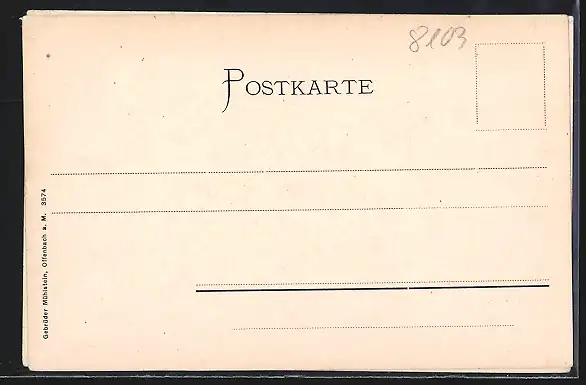 8103
POSTKARTE
Gebrüder Mühlstein, Offenbach a. M. 3574